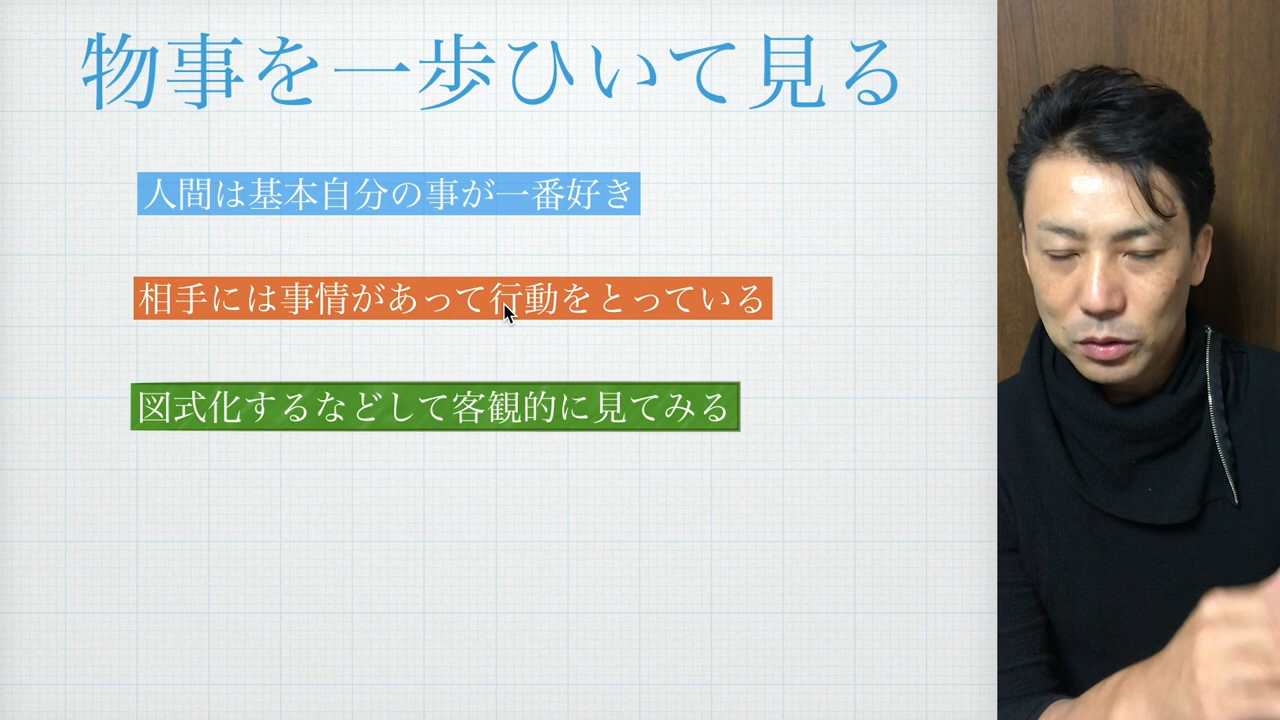 物事を一歩ひいて見る
人間は基本自分の事が一番好き
相手には事情があって行動をとっている
図式化するなどして客観的に見てみる